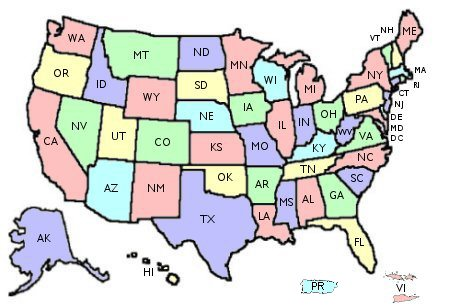 WA
MT
ND
MN
OR
ID
SD
WI
WY
MI
NY
VT
NH
ME
MA
RI
CT
NJ
DE
MD
DC
PA
NE
IA
NV
UT
CO
IL
IN
OH
WV
VA
CA
KS
MO
KY
NC
TN
SC
AZ
NM
OK
AR
GA
AL
MS
TX
LA
FL
AK
HI
PR
VI